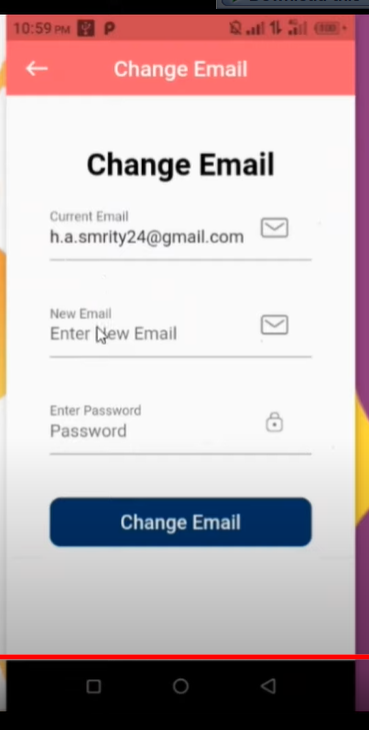 10:59 PM
Change Email
Change Email
Current Email
h.a.smrity24@gmail.com
New Email
Enter New Email
Enter Password
Password
Change Email